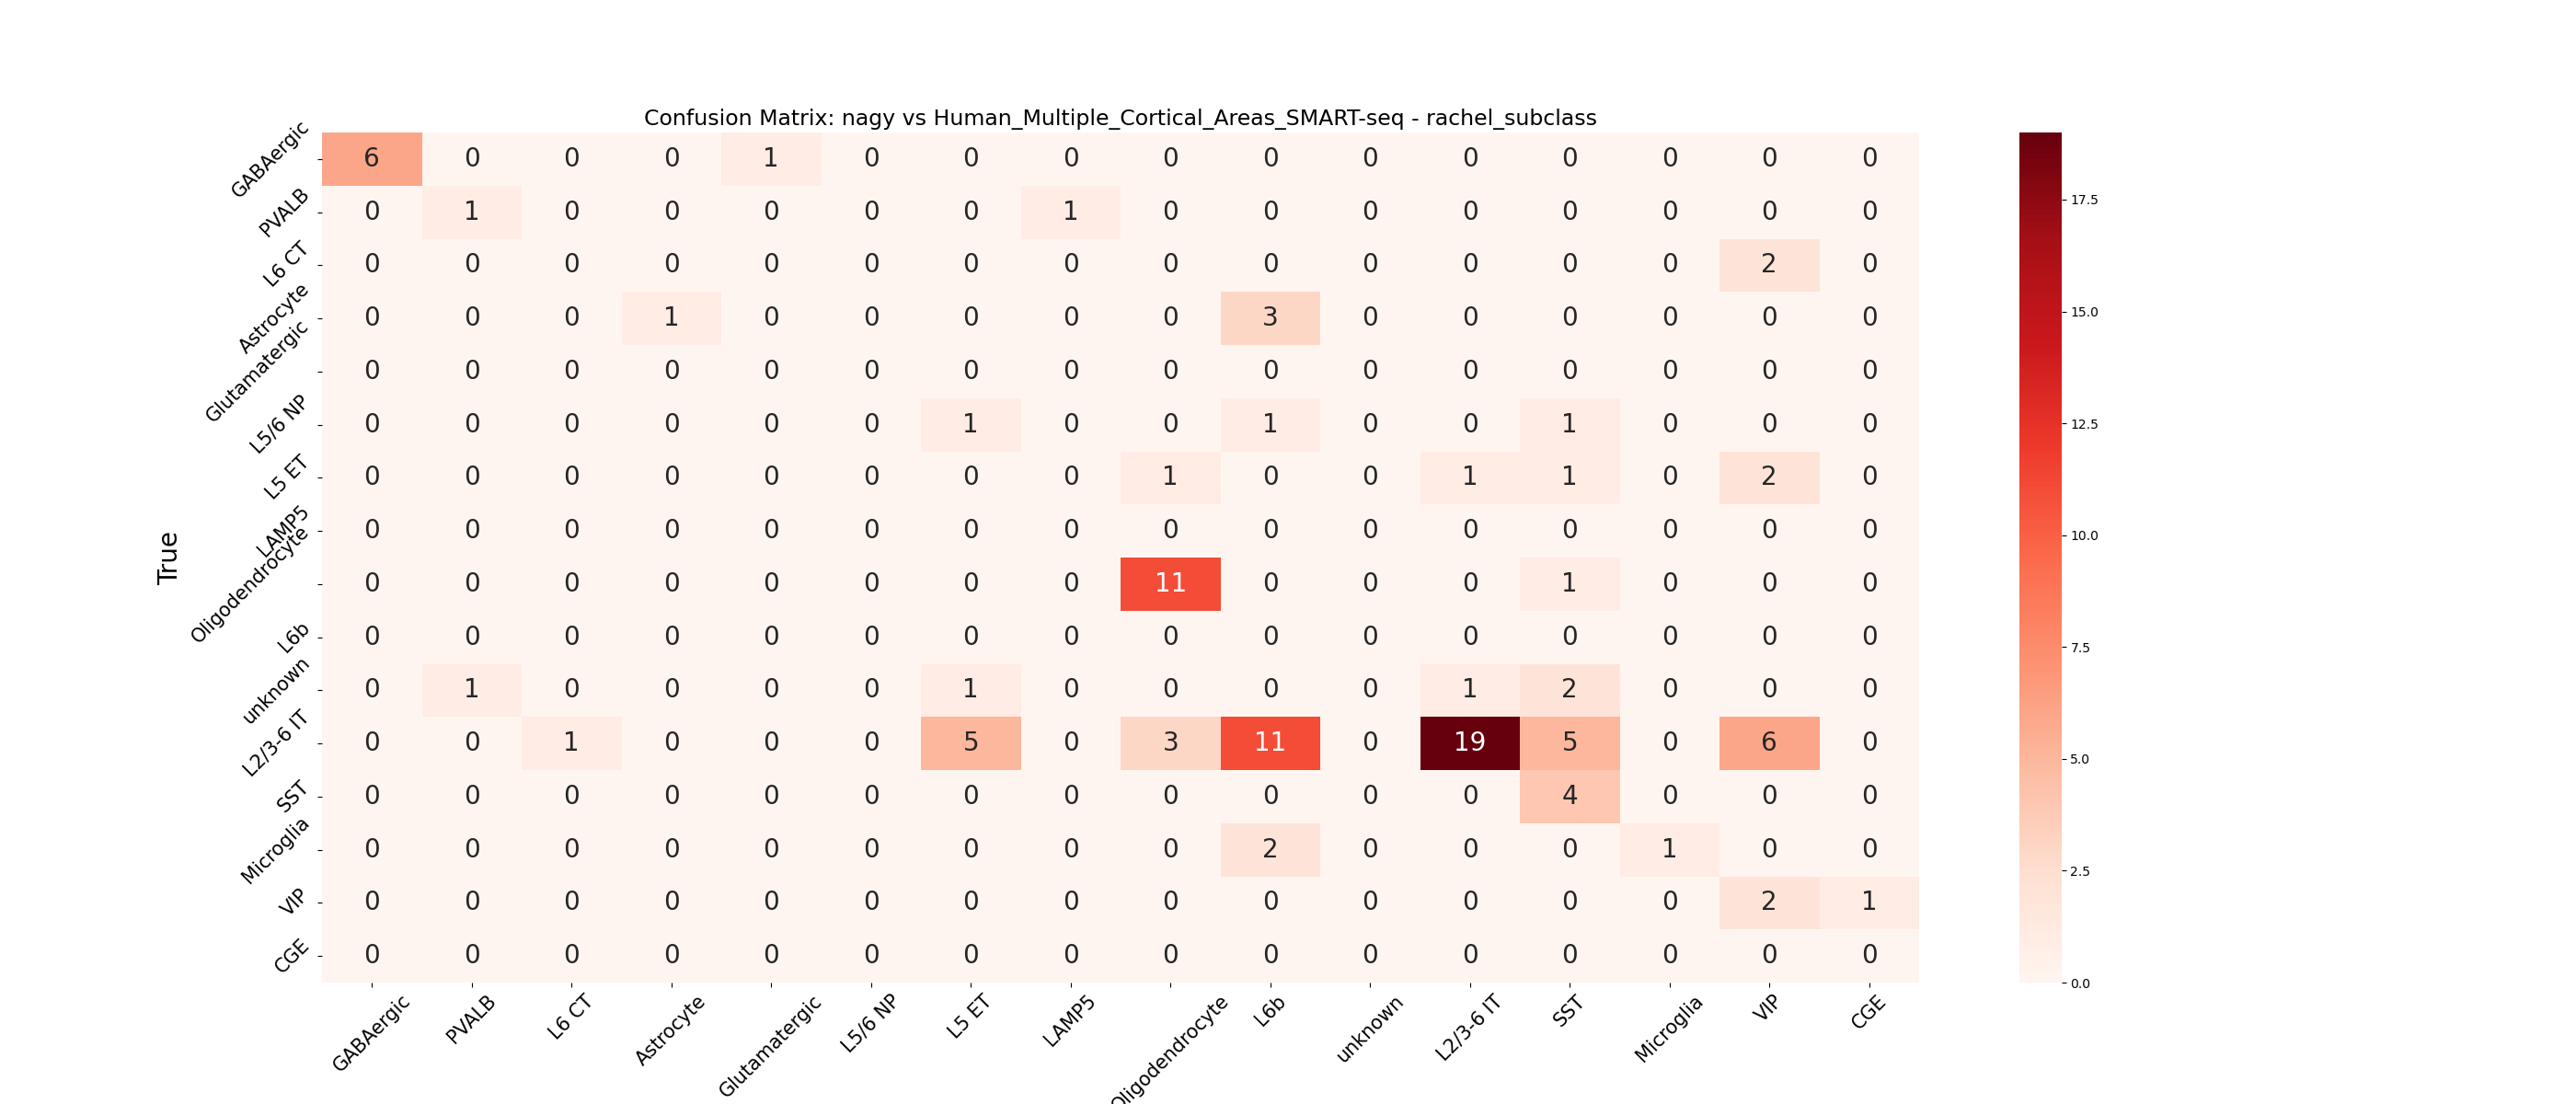 Confusion Matrix: nagy vs Human_Multiple_Cortical_Areas_SMART-seq - rachel_subclass
True
GABAergic 6 0 0 0 1 0 0 0 0 0 0 0 0 0 0 0
PVALB 0 1 0 0 0 0 0 1 0 0 0 0 0 0 0 0
L6 CT 0 0 0 0 0 0 0 0 0 0 0 0 0 0 2 0
Astrocyte 0 0 0 1 0 0 0 0 0 3 0 0 0 0 0 0
Glutamatergic 0 0 0 0 0 0 0 0 0 0 0 0 0 0 0 0
L5/6 NP 0 0 0 0 0 0 1 0 0 1 0 0 1 0 0 0
L5 ET 0 0 0 0 0 0 0 0 1 0 0 1 1 0 2 0
LAMP5 0 0 0 0 0 0 0 0 0 0 0 0 0 0 0 0
Oligodendrocyte 0 0 0 0 0 0 0 0 11 0 0 0 1 0 0 0
L6b 0 0 0 0 0 0 0 0 0 0 0 0 0 0 0 0
unknown 0 1 0 0 0 0 1 0 0 0 0 1 2 0 0 0
L2/3-6 IT 0 0 1 0 0 0 5 0 3 11 0 19 5 0 6 0
SST 0 0 0 0 0 0 0 0 0 0 0 0 4 0 0 0
Microglia 0 0 0 0 0 0 0 0 0 2 0 0 0 1 0 0
VIP 0 0 0 0 0 0 0 0 0 0 0 0 0 0 2 1
CGE 0 0 0 0 0 0 0 0 0 0 0 0 0 0 0 0
GABAergic PVALB L6 CT Astrocyte Glutamatergic L5/6 NP L5 ET LAMP5 Oligodendrocyte L6b unknown L2/3-6 IT SST Microglia VIP CGE
17.5
15.0
12.5
10.0
7.5
5.0
2.5
0.0